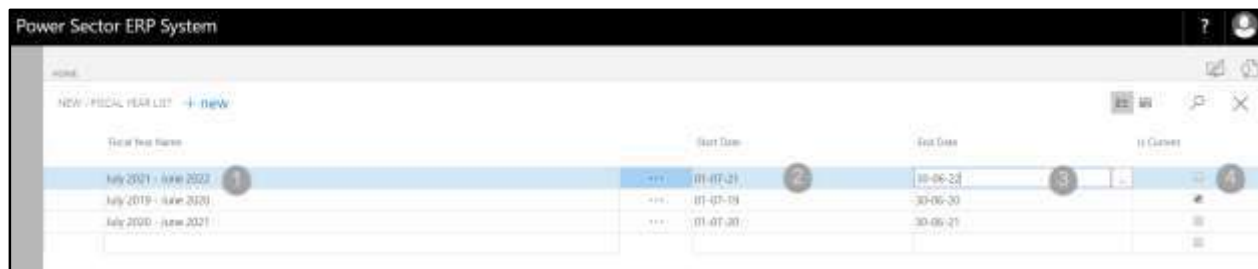 Power Sector ERP System ?
HOME
NEW - FISCAL YEAR LIST + new
Fiscal Year Name Start Date End Date Is Current
July 2021 - June 2022 1 ... 01-07-21 2 30-06-22 3 ... 4
July 2019 - June 2020 ... 01-07-19 30-06-20
July 2020 - June 2021 ... 01-07-20 30-06-21